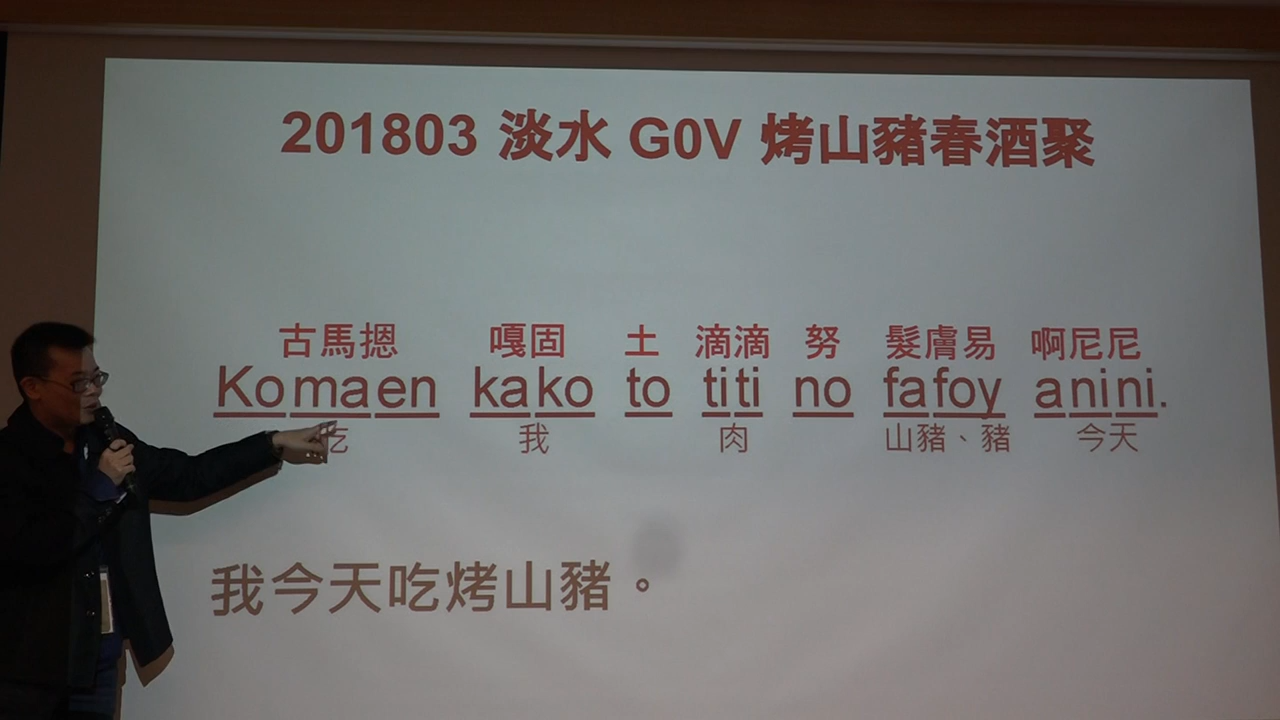 201803 淡水 G0V 烤山豬春酒聚
古馬摁 嘎固 土 滴滴 努 髮膚易 啊尼尼
Komaen kako to titi no fafoy anini.
吃 我 肉 山豬、豬 今天
我今天吃烤山豬。